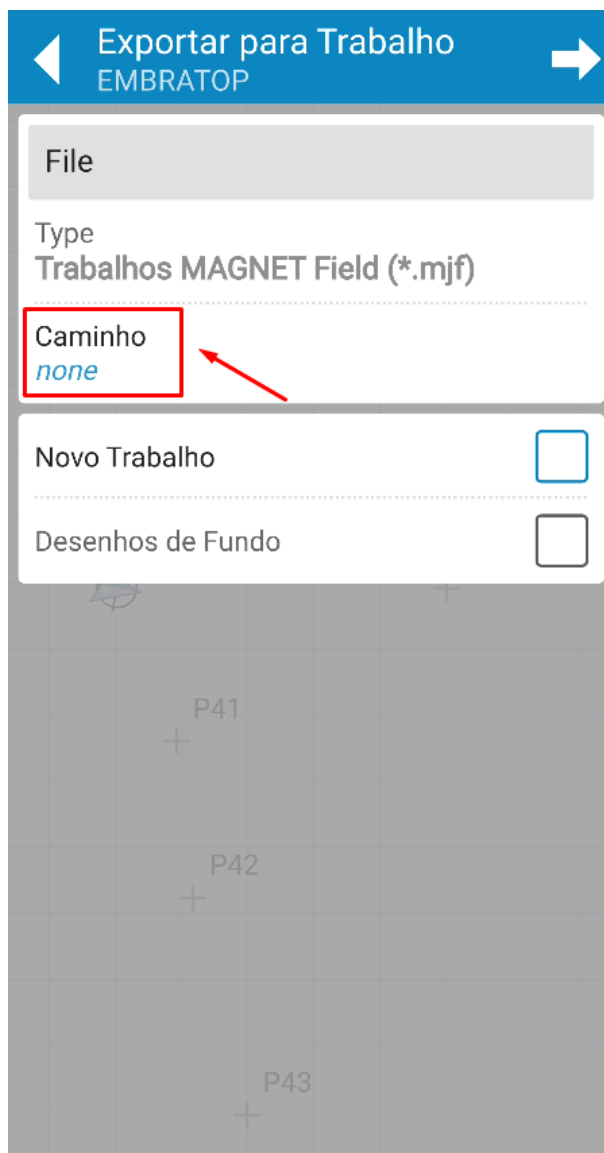 Exportar para Trabalho
EMBRATOP
File
Type
Trabalhos MAGNET Field (*.mjf)
Caminho
none
Novo Trabalho
Desenhos de Fundo
P41
P42
P43